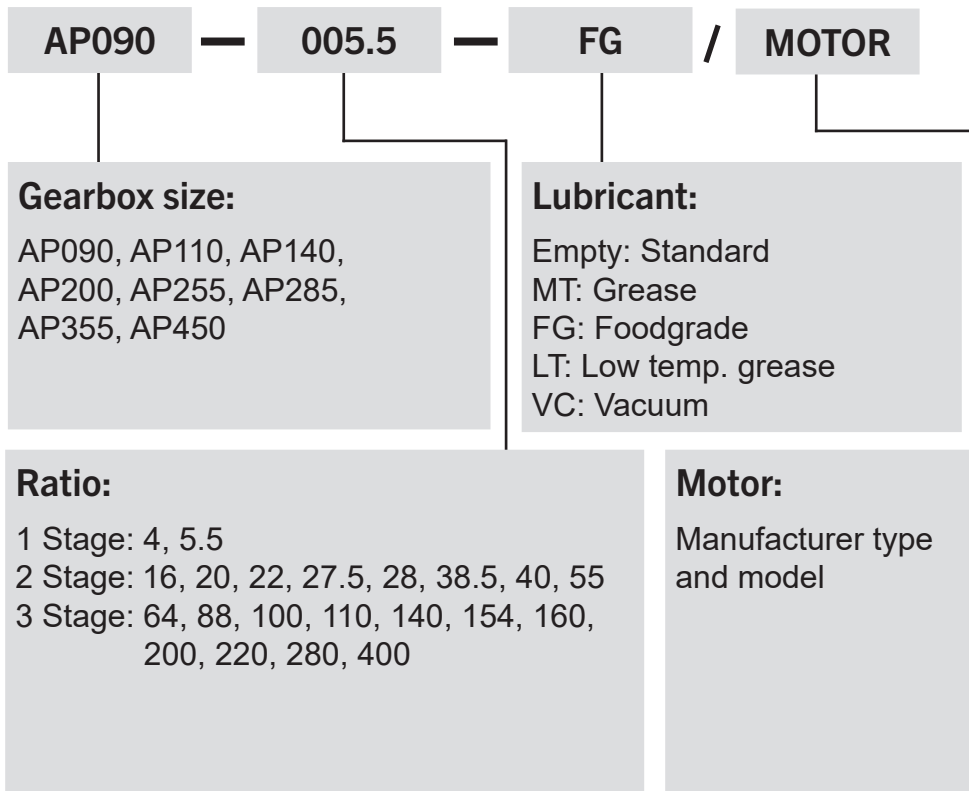 AP090 — 005.5 — FG / MOTOR
Gearbox size:
AP090, AP110, AP140,
AP200, AP255, AP285,
AP355, AP450
Lubricant:
Empty: Standard
MT: Grease
FG: Foodgrade
LT: Low temp. grease
VC: Vacuum
Ratio:
1 Stage: 4, 5.5
2 Stage: 16, 20, 22, 27.5, 28, 38.5, 40, 55
3 Stage: 64, 88, 100, 110, 140, 154, 160,
200, 220, 280, 400
Motor:
Manufacturer type
and model